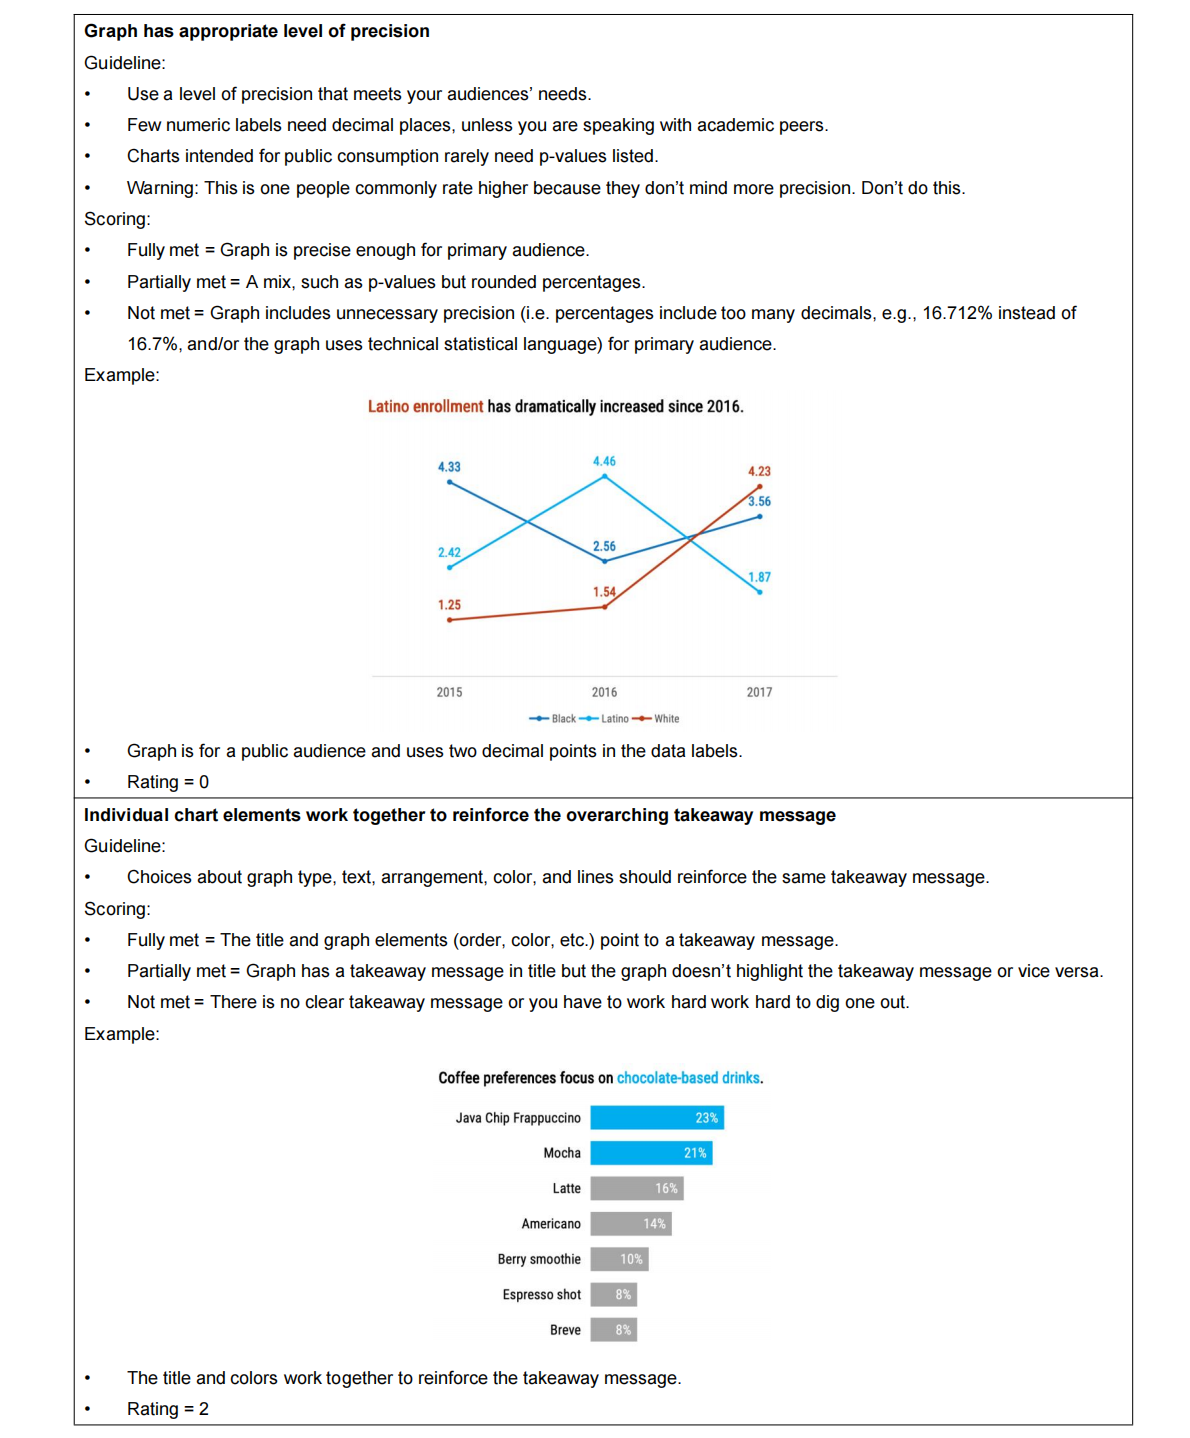 Graph has appropriate level of precision
Guideline:
• Use a level of precision that meets your audiences’ needs.
• Few numeric labels need decimal places, unless you are speaking with academic peers.
• Charts intended for public consumption rarely need p-values listed.
• Warning: This is one people commonly rate higher because they don’t mind more precision. Don’t do this.
Scoring:
• Fully met = Graph is precise enough for primary audience.
• Partially met = A mix, such as p-values but rounded percentages.
• Not met = Graph includes unnecessary precision (i.e. percentages include too many decimals, e.g., 16.712% instead of
16.7%, and/or the graph uses technical statistical language) for primary audience.
Example:
Latino enrollment has dramatically increased since 2016.
4.33 4.46 4.23
3.56
2.42 2.56
1.87
1.25 1.54
2015 2016 2017
Black Latino White
• Graph is for a public audience and uses two decimal points in the data labels.
• Rating = 0
Individual chart elements work together to reinforce the overarching takeaway message
Guideline:
• Choices about graph type, text, arrangement, color, and lines should reinforce the same takeaway message.
Scoring:
• Fully met = The title and graph elements (order, color, etc.) point to a takeaway message.
• Partially met = Graph has a takeaway message in title but the graph doesn’t highlight the takeaway message or vice versa.
• Not met = There is no clear takeaway message or you have to work hard work hard to dig one out.
Example:
Coffee preferences focus on chocolate-based drinks.
Java Chip Frappuccino 23%
Mocha 21%
Latte 16%
Americano 14%
Berry smoothie 10%
Espresso shot 8%
Breve 8%
• The title and colors work together to reinforce the takeaway message.
• Rating = 2